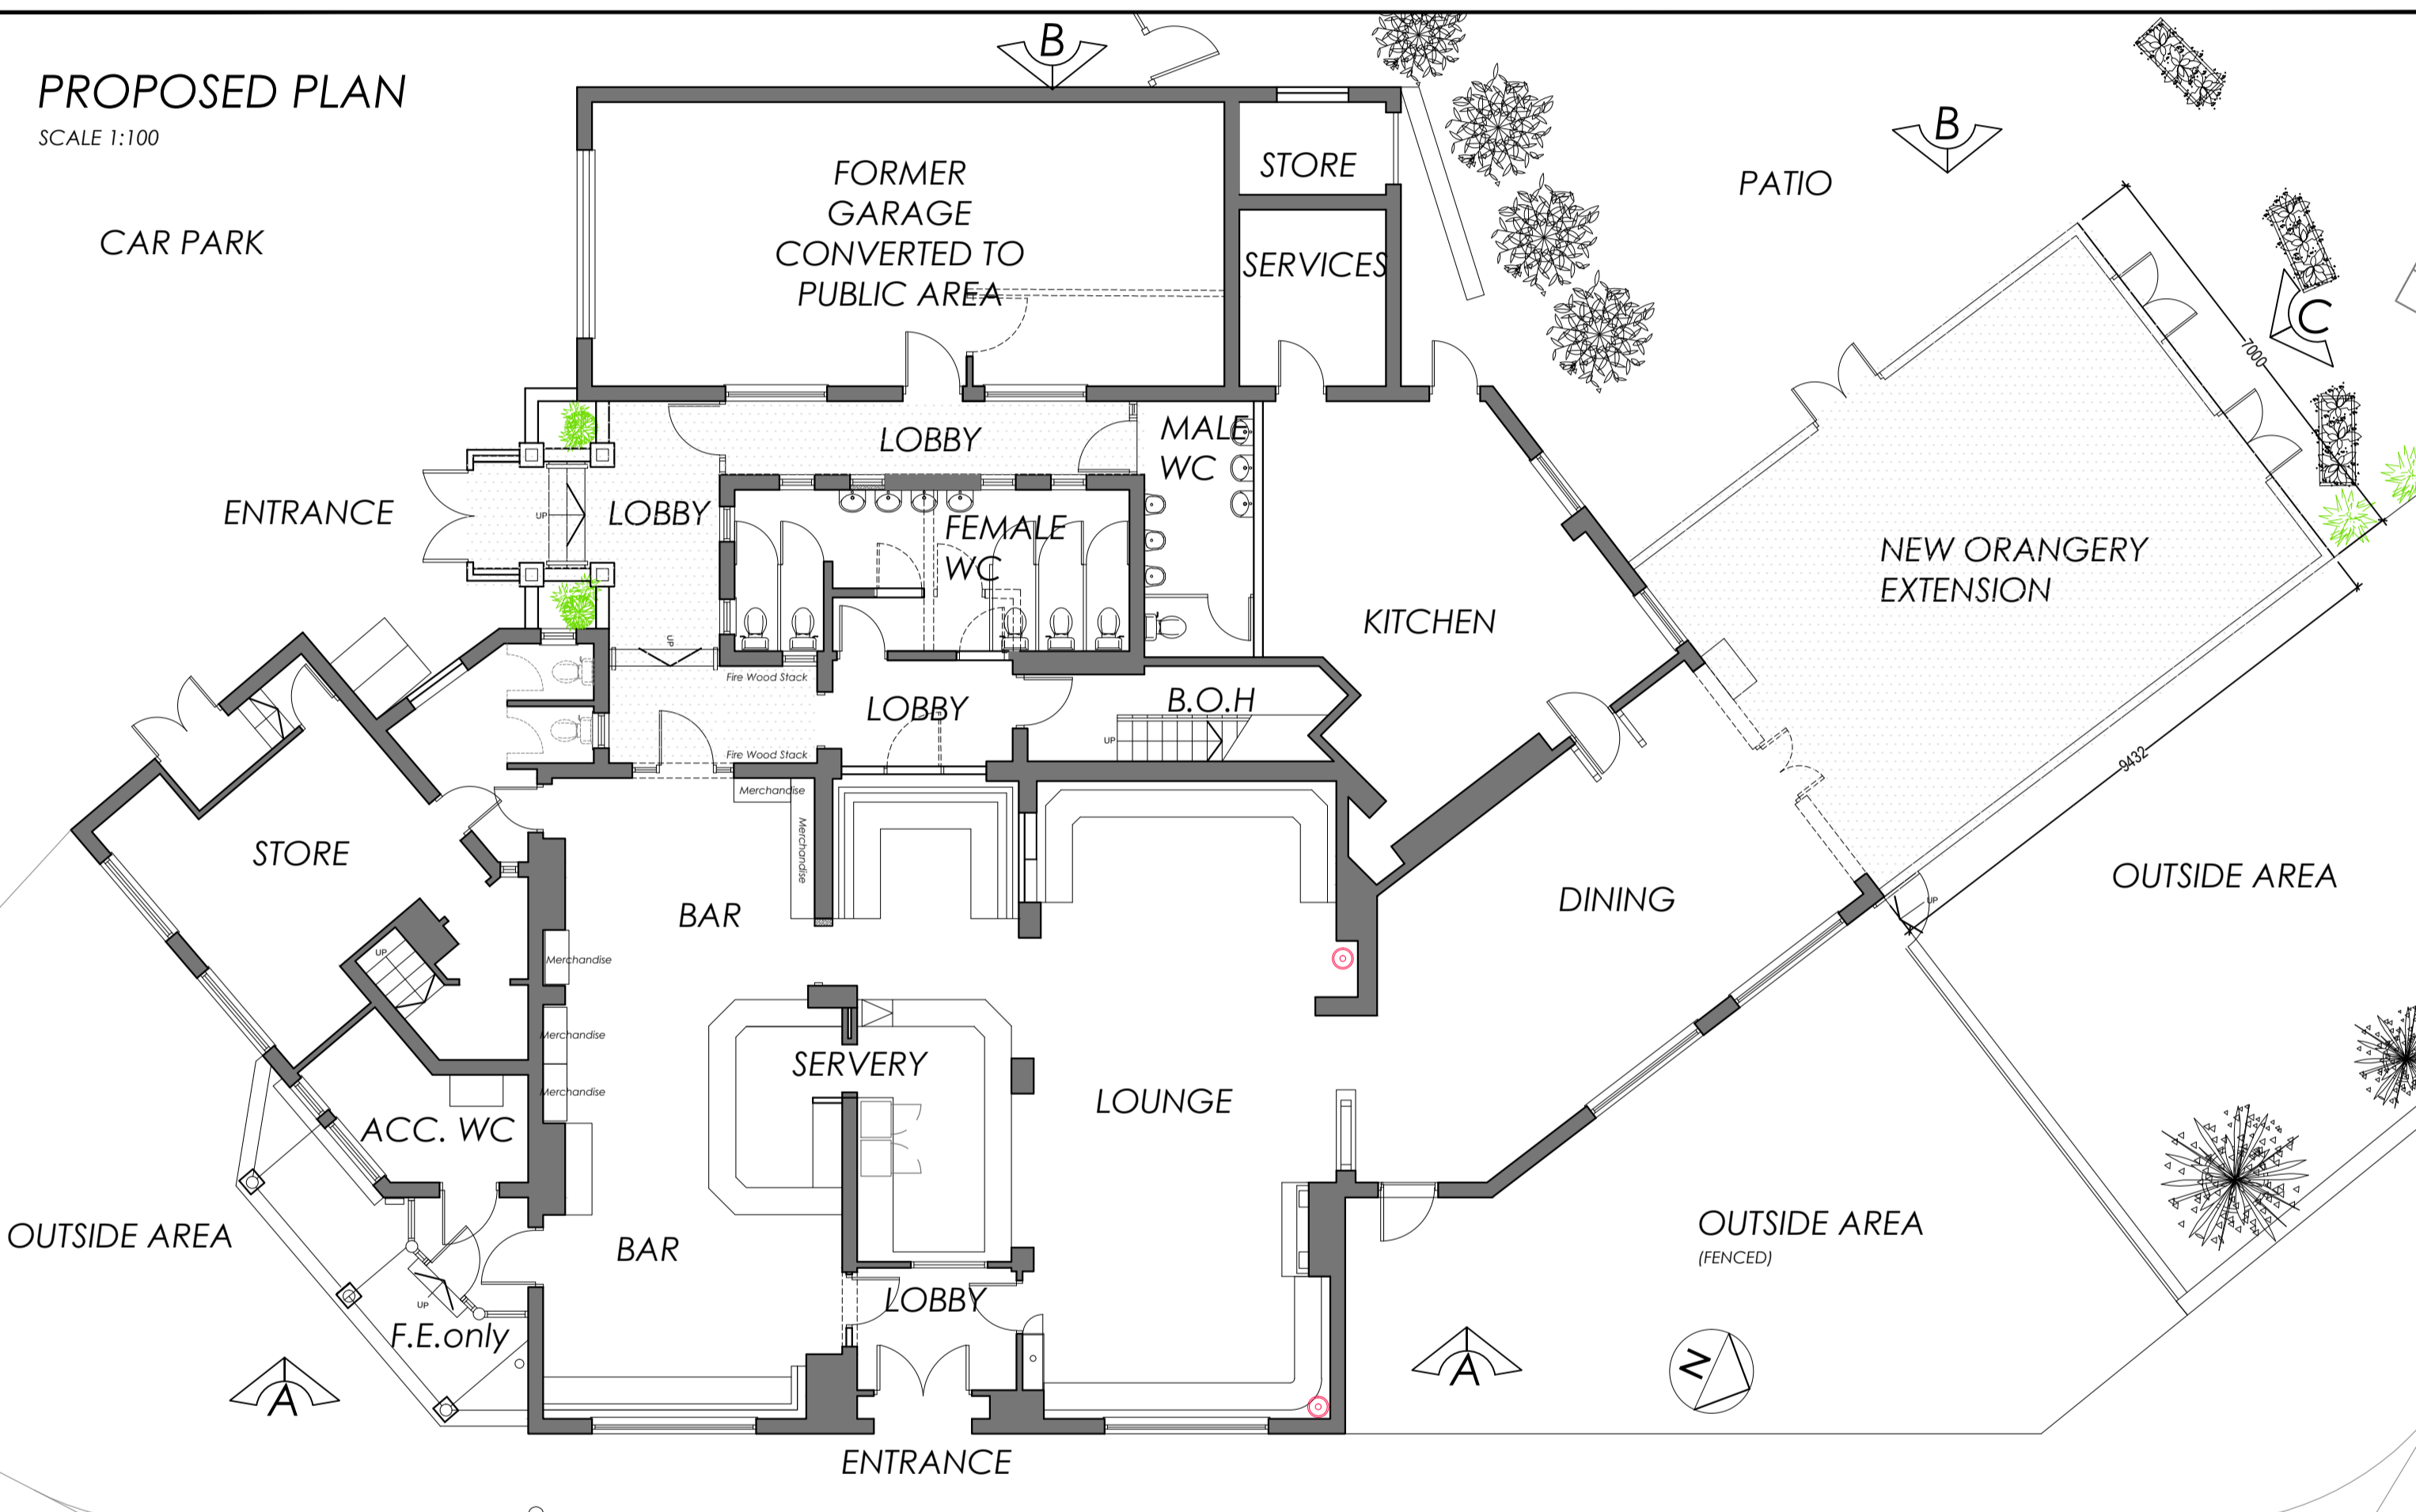 PROPOSED PLAN
SCALE 1:100
B
B
CAR PARK
FORMER
GARAGE
CONVERTED TO
PUBLIC AREA
STORE
SERVICES
PATIO
C
7000
ENTRANCE
UP
LOBBY
LOBBY
MALE
WC
FEMALE
WC
KITCHEN
NEW ORANGERY
EXTENSION
UP
Fire Wood Stack
LOBBY
B.O.H
UP
Fire Wood Stack
9432
Merchandise
Merchandise
STORE
BAR
DINING
OUTSIDE AREA
UP
UP
Merchandise
Merchandise
Merchandise
SERVERY
LOUNGE
ACC. WC
OUTSIDE AREA
BAR
OUTSIDE AREA
(FENCED)
UP
LOBBY
F.E.only
A
A
N
ENTRANCE